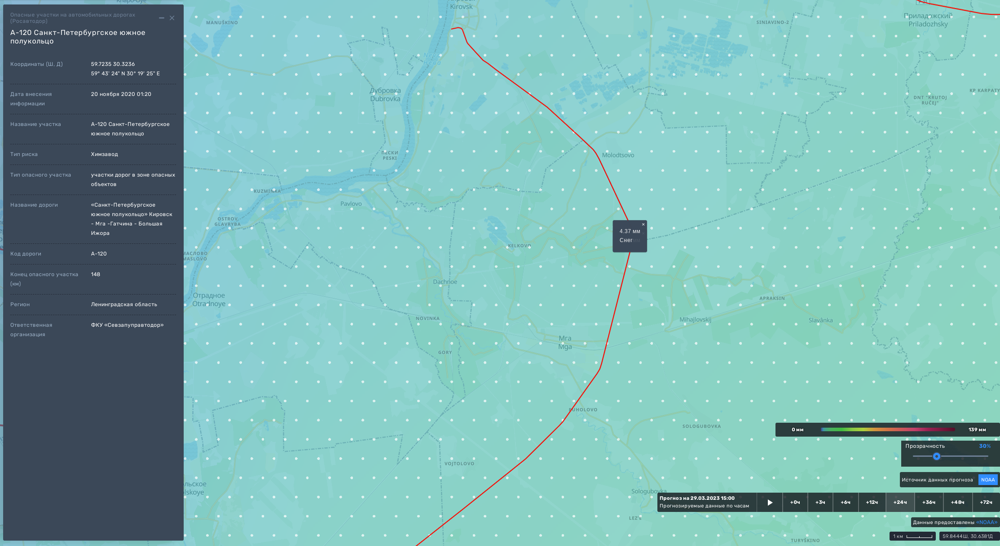 Опасные участки на автомобильных дорогах
(Росавтодор)
А-120 Санкт-Петербургское южное
полукольцо
Координаты (Ш, Д)
59.7235 30.3236
59° 43' 24" N 30° 19' 25" E
Дата внесения
информации
20 ноября 2020 01:20
Название участка
А-120 Санкт-Петербургское
южное полукольцо
Тип риска
Химзавод
Тип опасного участка
участки дорог в зоне опасных
объектов
Название дороги
«Санкт-Петербургское
южное полукольцо» Кировск
- Мга -Гатчина - Большая
Ижора
Код дороги
А-120
Конец опасного участка
(км)
148
Регион
Ленинградская область
Ответственная
организация
ФКУ «Севзапуправтодор»
Kirovsk
MANUŠKINO
SINIAVINO-2
Приладожский
Priladozhsky
Neva
Нева
Дубровка
Dubrovka
KP KARPATY
DNT "KRUTOJ
RUČEJ"
ПЕСКИ
PESKI
Molodtsovo
KUZMINKA
Pavlovo
OSTROV
GLAVRYBA
4.37 мм
Снег
KELKOVO
МАСЛОВО
MASLOVO
Dachnoe
Отрадное
Otradnoye
APRAKSIN
NOVINKA
Mihajlovskij
Slavânka
Мга
Mga
GORY
PUHOLOVO
SOLOGUBOVKA
VOJTOLOVO
Sologubovka
LEZ'E
TURYŠKINO
0 мм
139 мм
Прозрачность
30%
Источник данных прогноза
NOAA
Прогноз на 29.03.2023 15:00
Прогнозируемые данные по часам
+0ч
+3ч
+6ч
+12ч
+24ч
+36ч
+48ч
+72ч
Данные предоставлены «NOAA»
1 км
59.8444Ш, 30.6381Д